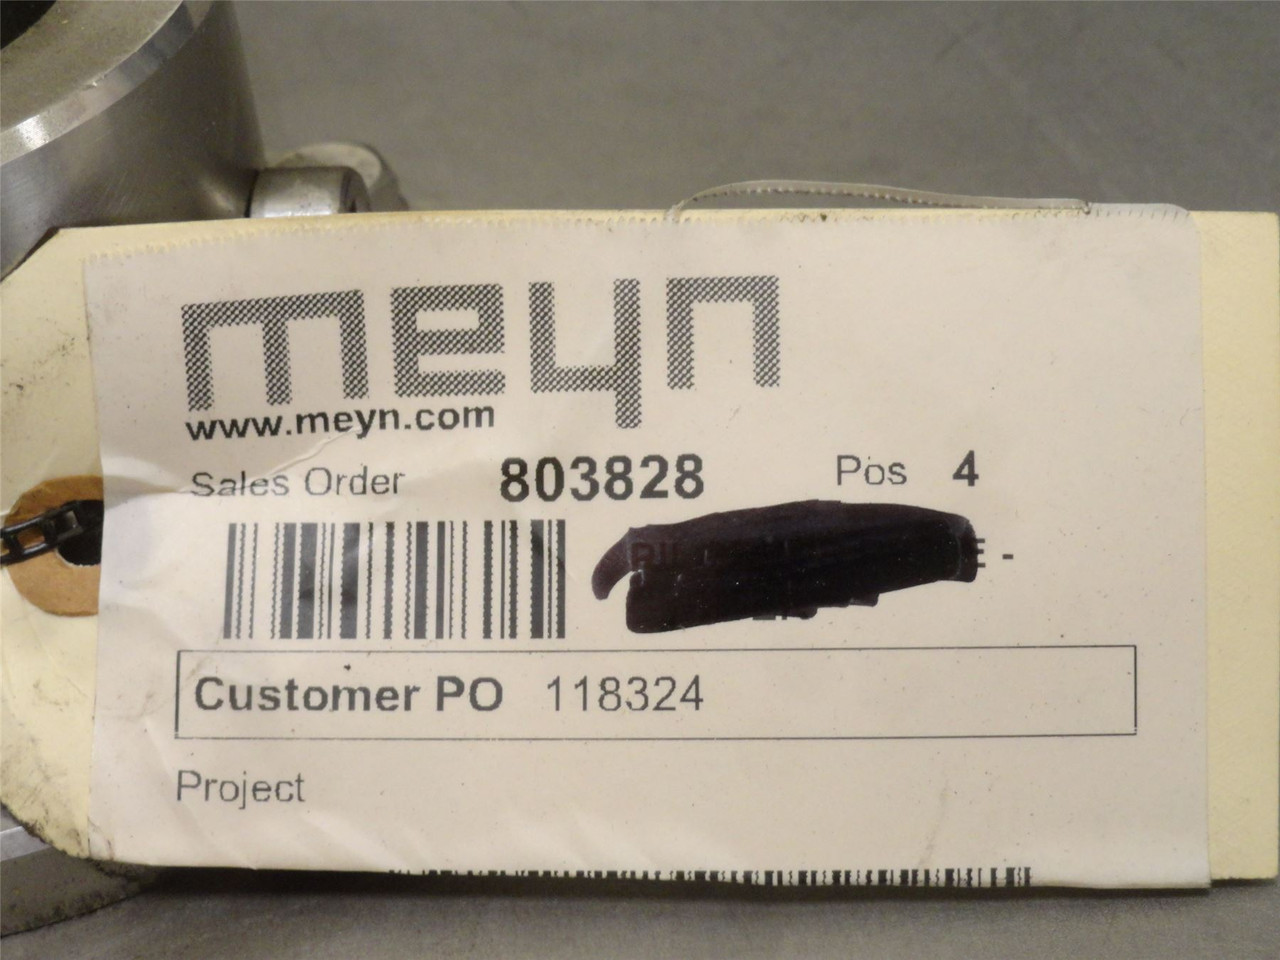 meyn
www.meyn.com
Sales Order 803828 Pos 4
Customer PO 118324
Project